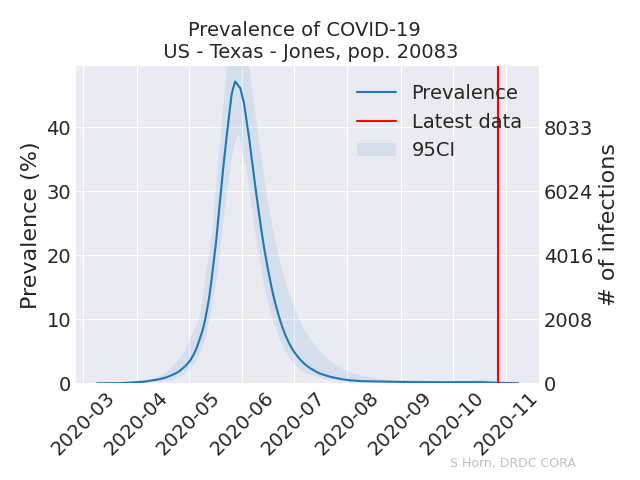 Prevalence of COVID-19
US - Texas - Jones, pop. 20083
Prevalence
Latest data
95CI
Prevalence (%)
40
30
20
10
0
8033
6024
4016
2008
0
# of infections
2020-03
2020-04
2020-05
2020-06
2020-07
2020-08
2020-09
2020-10
2020-11
S Horn, DRDC CORA